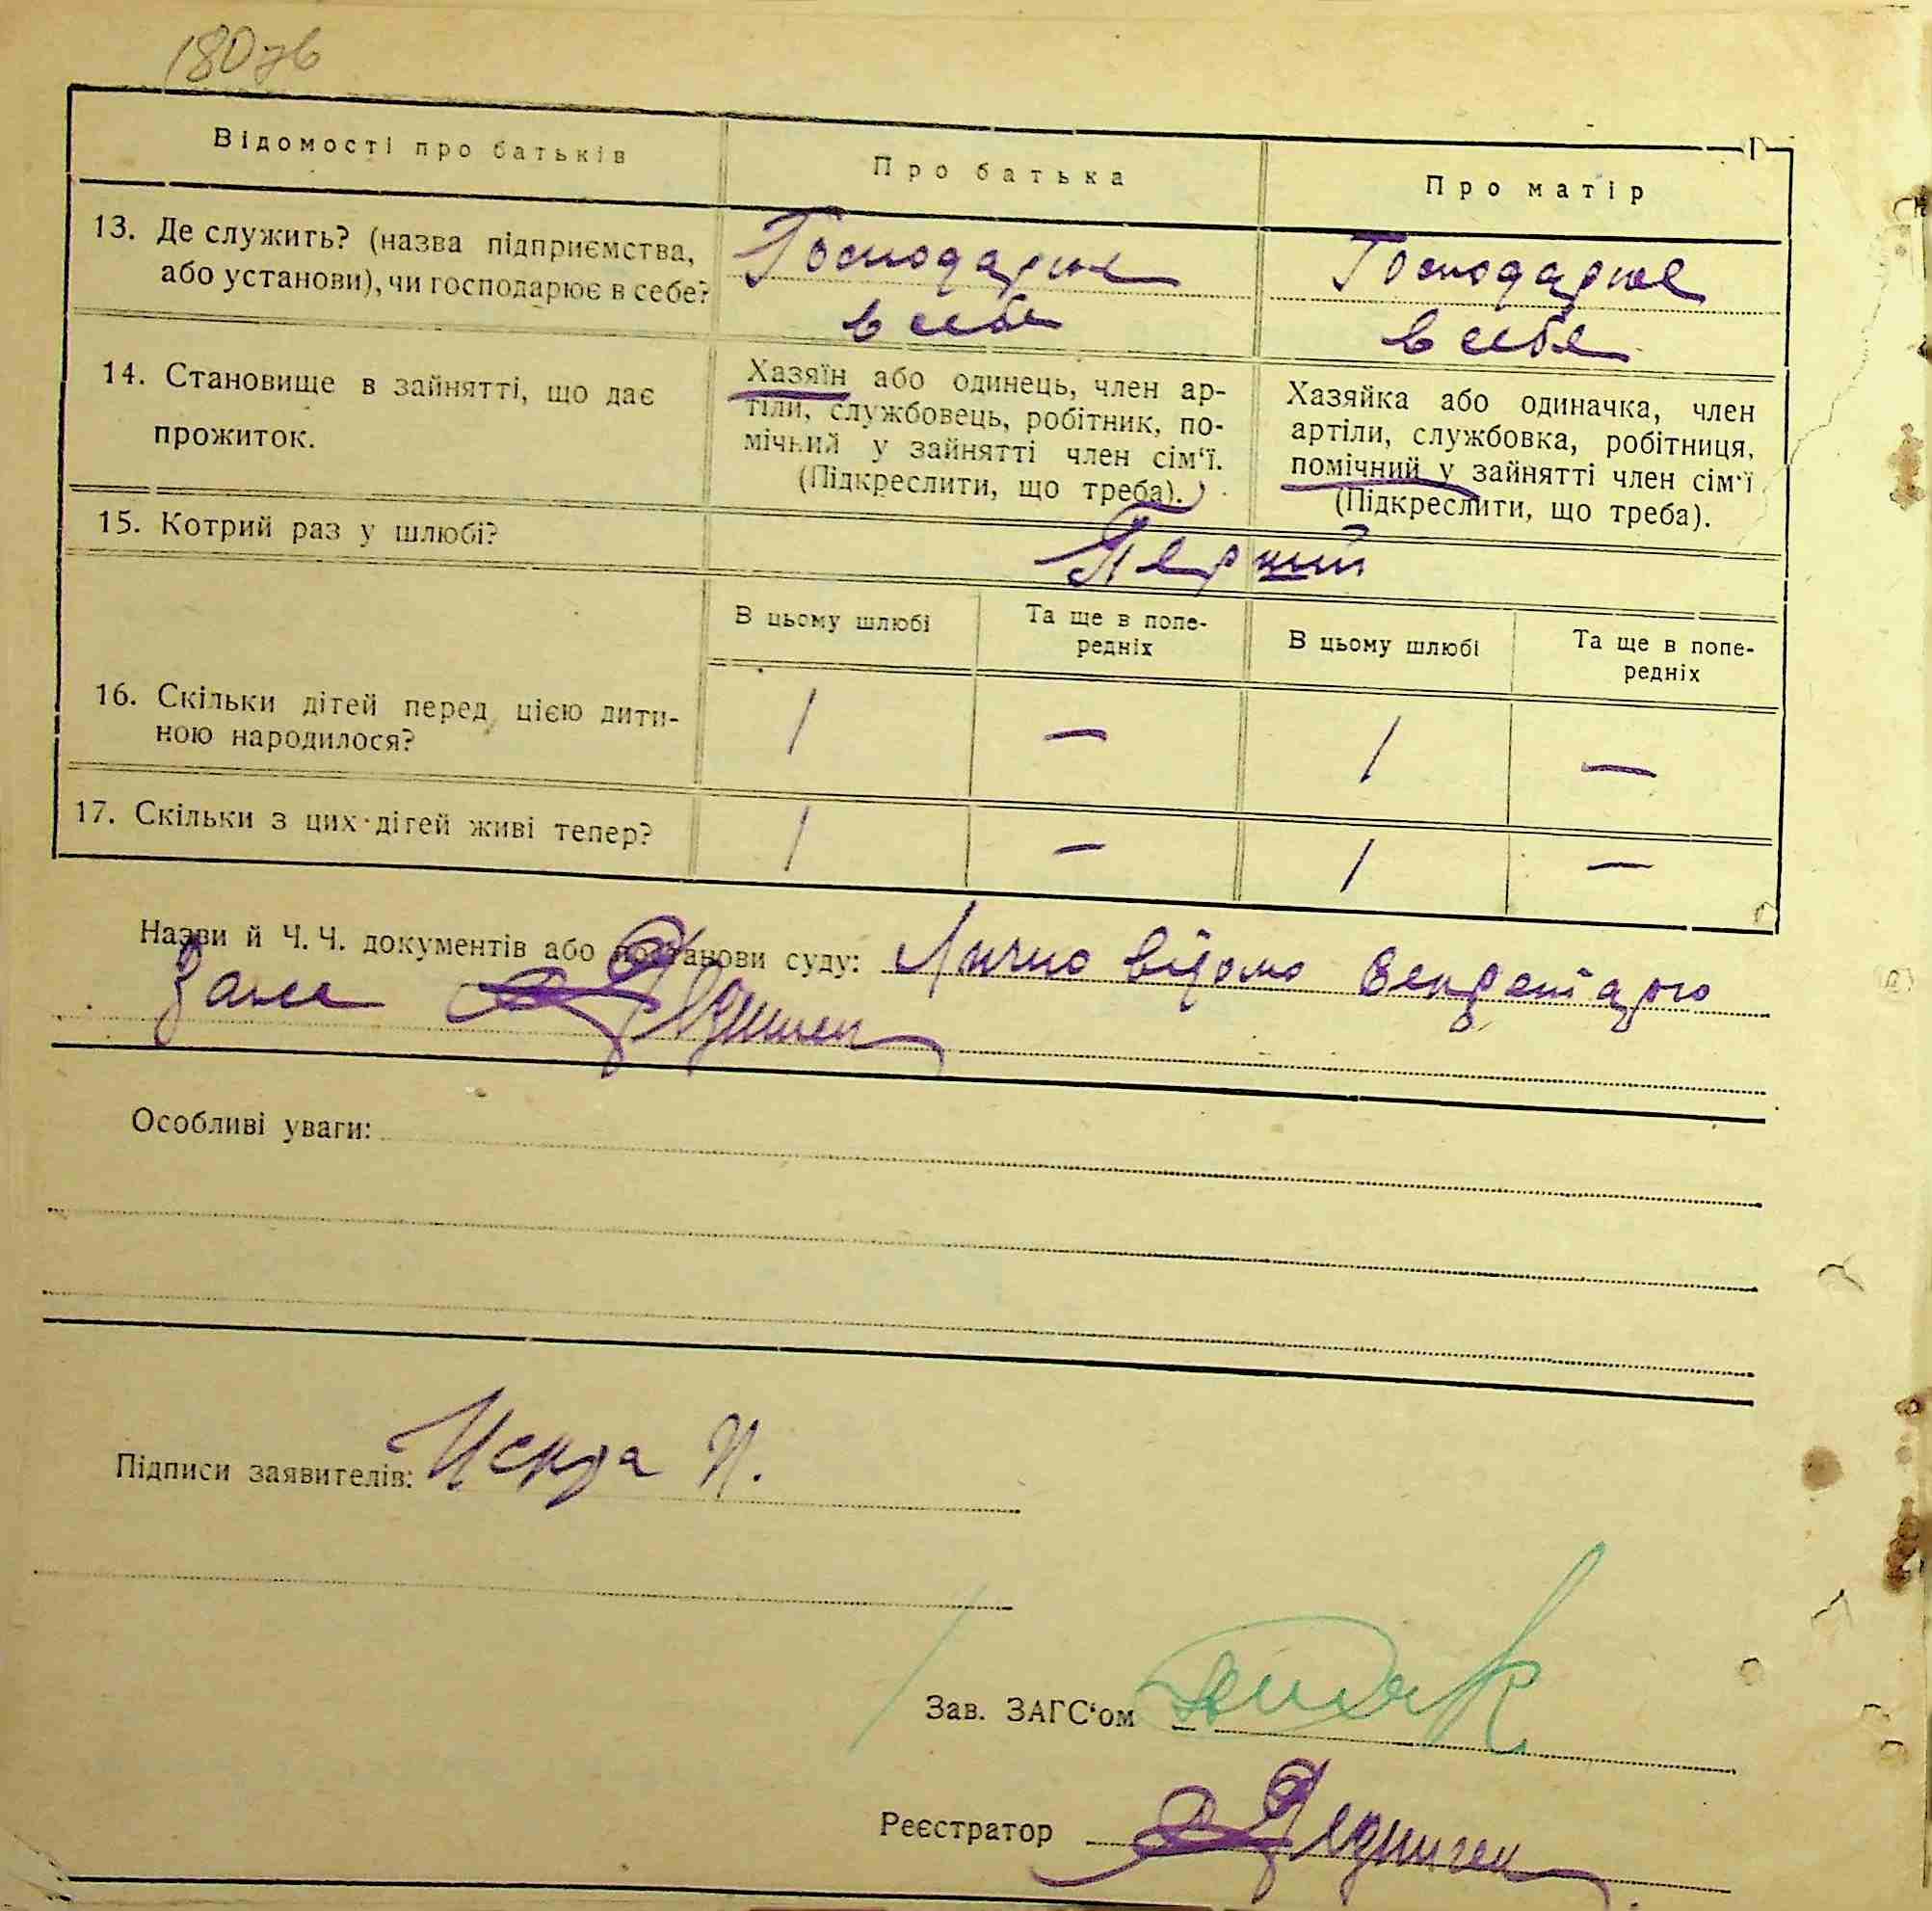 180 зв
Відомості про батьків
Про батька
Про матір
13. Де служить? (назва підприємства,
або установи), чи господарює в себе?
Господарює
в себе
Господарює
в себе
14. Становище в зайнятті, що дає
прожиток.
Хазяїн або одинець, член ар-
тіли, службовець, робітник, по-
мічний у зайнятті член сім‘ї.
(Підкреслити, що треба).
Хазяйка або одиначка, член
артіли, службовка, робітниця,
помічний у зайнятті член сім‘ї
(Підкреслити, що треба).
15. Котрий раз у шлюбі?
Перший
В цьому шлюбі
Та ще в попе-
редніх
В цьому шлюбі
Та ще в попе-
редніх
16. Скільки дітей перед цією дити-
ною народилося?
1 — 1 —
17. Скільки з цих дітей живі тепер?
1 — 1 —
Назви й Ч. Ч. документів або постанови суду: Лично відомо Секретарю
Особливі уваги:
Підписи заявителів: Искра И.
Зав. ЗАГС‘ом
Реєстратор